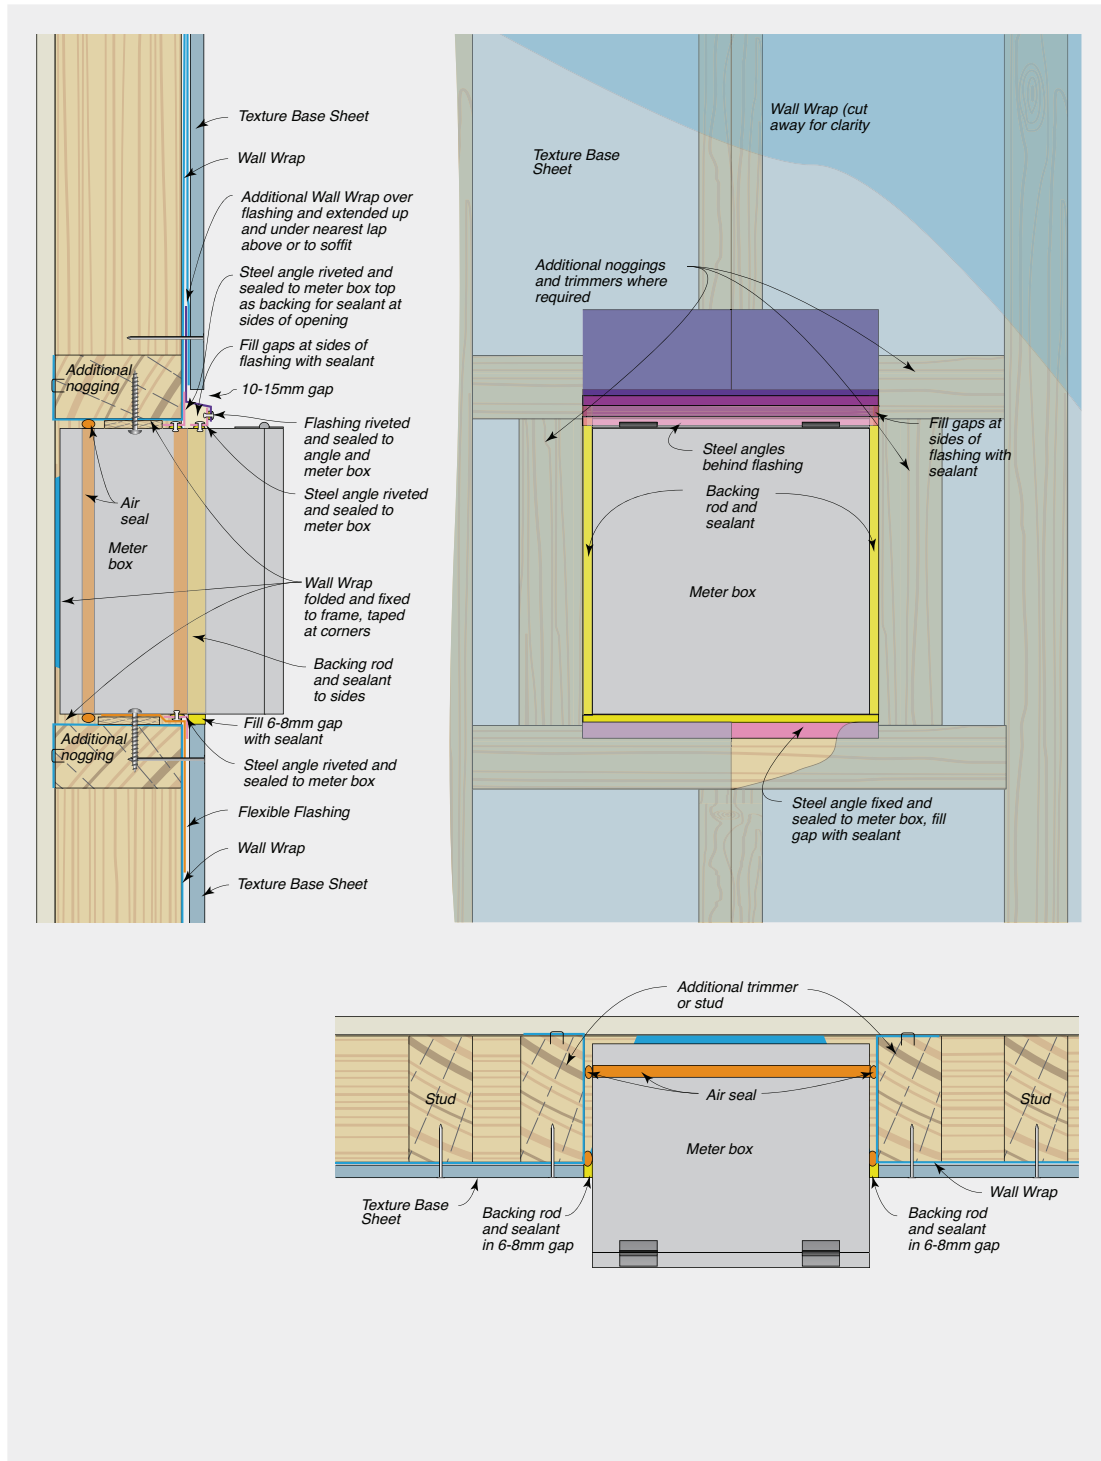 Texture Base Sheet
Wall Wrap
Additional Wall Wrap over
flashing and extended up
and under nearest lap
above or to soffit
Steel angle riveted and
sealed to meter box top
as backing for sealant at
sides of opening
Fill gaps at sides of
flashing with sealant
Additional
nogging
10-15mm gap
Flashing riveted
and sealed to
angle and
meter box
Steel angle riveted
and sealed to
meter box
Air
seal
Meter
box
Wall Wrap
folded and fixed
to frame, taped
at corners
Backing rod
and sealant
to sides
Fill 6-8mm gap
with sealant
Additional
nogging
Steel angle riveted and
sealed to meter box
Flexible Flashing
Wall Wrap
Texture Base Sheet
Wall Wrap (cut
away for clarity
Texture Base
Sheet
Additional noggings
and trimmers where
required
Fill gaps at
sides of
flashing with
sealant
Steel angles
behind flashing
Backing
rod and
sealant
Meter box
Steel angle fixed and
sealed to meter box, fill
gap with sealant
Additional trimmer
or stud
Stud
Air seal
Stud
Meter box
Texture Base
Sheet
Backing rod
and sealant
in 6-8mm gap
Wall Wrap
Backing rod
and sealant
in 6-8mm gap